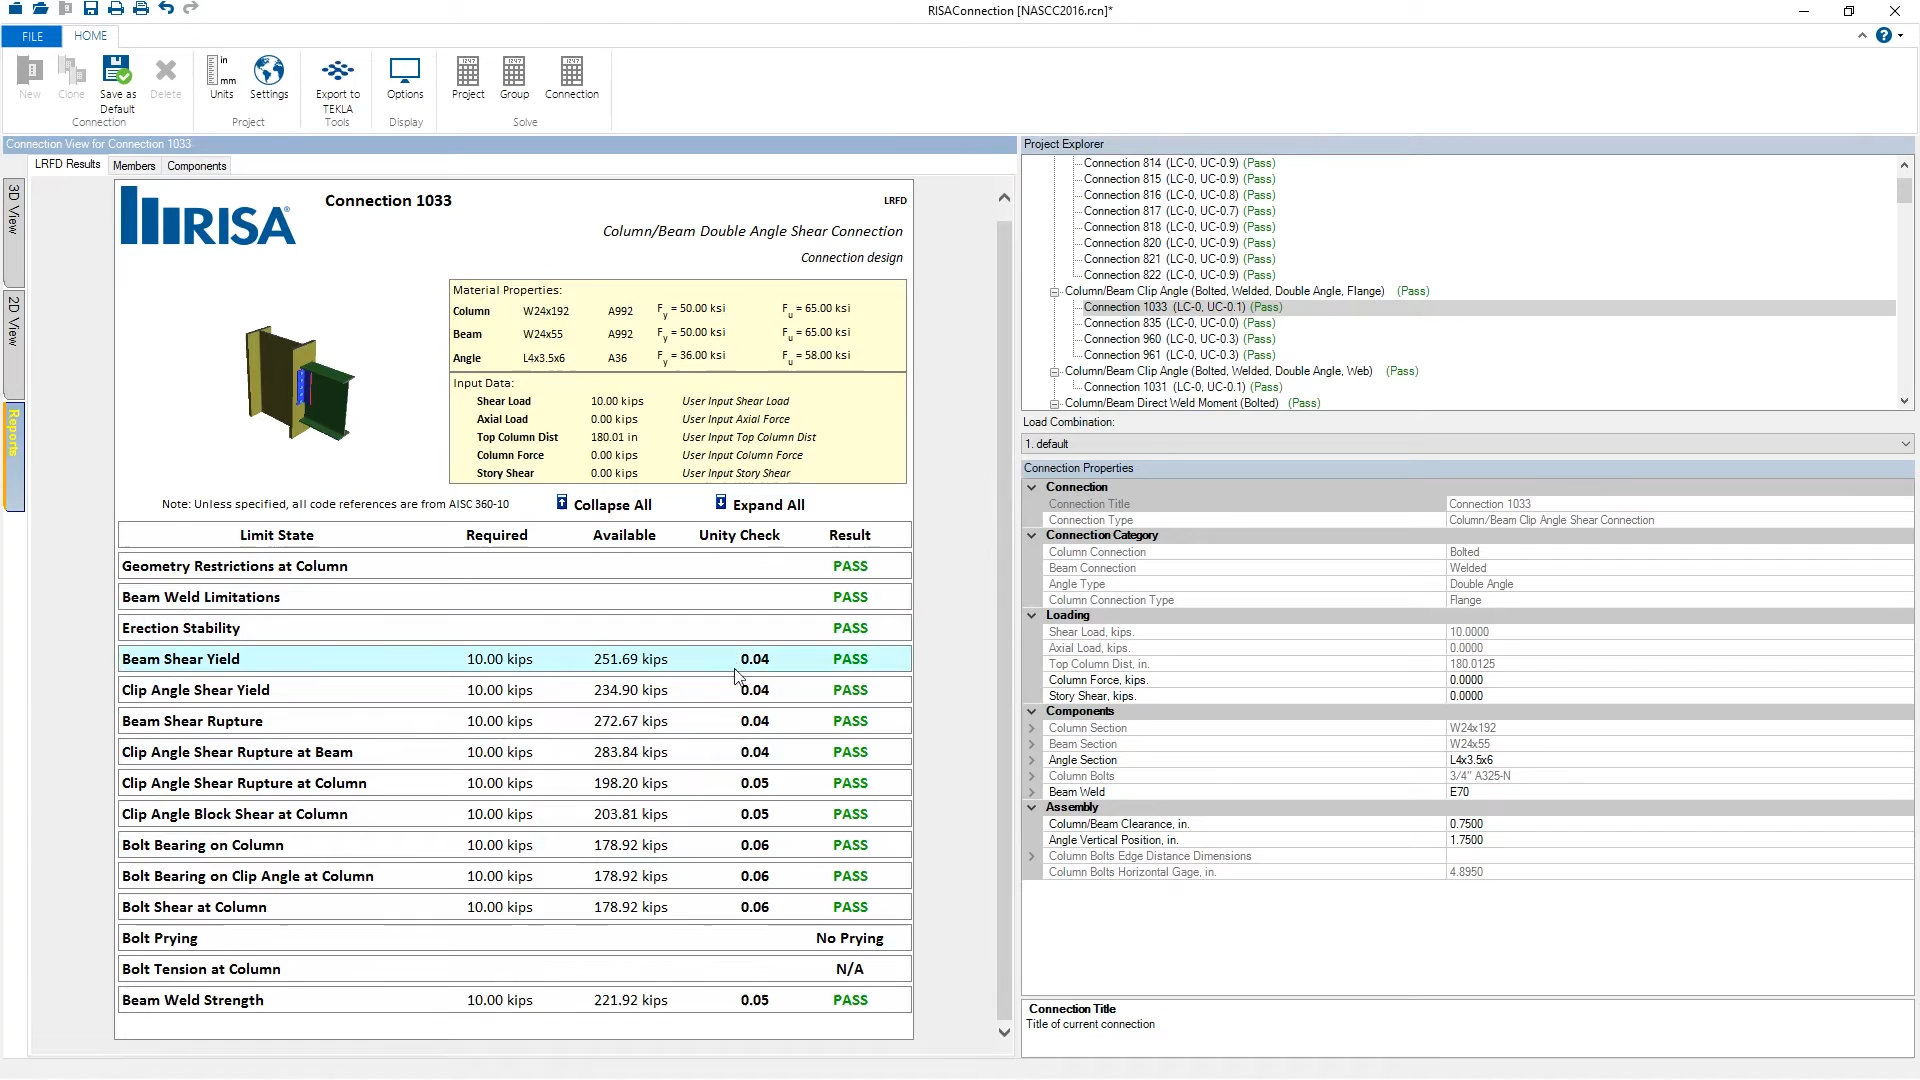 RISAConnection [NASCC2016.rcn]*
FILE
HOME
New
Clone
Save as
Default
Delete
Connection
in
mm
Units
Settings
Project
Export to
TEKLA
Tools
Options
Display
Project
Group
Connection
Solve
Connection View for Connection 1033
LRFD Results
Members
Components
3D View
2D View
Reports
RISA
Connection 1033
LRFD
Column/Beam Double Angle Shear Connection
Connection design
Material Properties:
Column W24x192 A992 Fy = 50.00 ksi Fu = 65.00 ksi
Beam W24x55 A992 Fy = 50.00 ksi Fu = 65.00 ksi
Angle L4x3.5x6 A36 Fy = 36.00 ksi Fu = 58.00 ksi
Input Data:
Shear Load 10.00 kips User Input Shear Load
Axial Load 0.00 kips User Input Axial Force
Top Column Dist 180.01 in User Input Top Column Dist
Column Force 0.00 kips User Input Column Force
Story Shear 0.00 kips User Input Story Shear
Note: Unless specified, all code references are from AISC 360-10
Collapse All
Expand All
Limit State Required Available Unity Check Result
Geometry Restrictions at Column PASS
Beam Weld Limitations PASS
Erection Stability PASS
Beam Shear Yield 10.00 kips 251.69 kips 0.04 PASS
Clip Angle Shear Yield 10.00 kips 234.90 kips 0.04 PASS
Beam Shear Rupture 10.00 kips 272.67 kips 0.04 PASS
Clip Angle Shear Rupture at Beam 10.00 kips 283.84 kips 0.04 PASS
Clip Angle Shear Rupture at Column 10.00 kips 198.20 kips 0.05 PASS
Clip Angle Block Shear at Column 10.00 kips 203.81 kips 0.05 PASS
Bolt Bearing on Column 10.00 kips 178.92 kips 0.06 PASS
Bolt Bearing on Clip Angle at Column 10.00 kips 178.92 kips 0.06 PASS
Bolt Shear at Column 10.00 kips 178.92 kips 0.06 PASS
Bolt Prying No Prying
Bolt Tension at Column N/A
Beam Weld Strength 10.00 kips 221.92 kips 0.05 PASS
Project Explorer
Connection 814 (LC-0, UC-0.9) (Pass)
Connection 815 (LC-0, UC-0.9) (Pass)
Connection 816 (LC-0, UC-0.8) (Pass)
Connection 817 (LC-0, UC-0.7) (Pass)
Connection 818 (LC-0, UC-0.9) (Pass)
Connection 820 (LC-0, UC-0.9) (Pass)
Connection 821 (LC-0, UC-0.9) (Pass)
Connection 822 (LC-0, UC-0.9) (Pass)
Column/Beam Clip Angle (Bolted, Welded, Double Angle, Flange) (Pass)
Connection 1033 (LC-0, UC-0.1) (Pass)
Connection 835 (LC-0, UC-0.0) (Pass)
Connection 960 (LC-0, UC-0.3) (Pass)
Connection 961 (LC-0, UC-0.3) (Pass)
Column/Beam Clip Angle (Bolted, Welded, Double Angle, Web) (Pass)
Connection 1031 (LC-0, UC-0.1) (Pass)
Column/Beam Direct Weld Moment (Bolted) (Pass)
Load Combination:
1. default
Connection Properties
Connection
Connection Title Connection 1033
Connection Type Column/Beam Clip Angle Shear Connection
Connection Category
Column Connection Bolted
Beam Connection Welded
Angle Type Double Angle
Column Connection Type Flange
Loading
Shear Load, kips. 10.0000
Axial Load, kips. 0.0000
Top Column Dist, in. 180.0125
Column Force, kips. 0.0000
Story Shear, kips. 0.0000
Components
Column Section W24x192
Beam Section W24x55
Angle Section L4x3.5x6
Column Bolts 3/4" A325-N
Beam Weld E70
Assembly
Column/Beam Clearance, in. 0.7500
Angle Vertical Position, in. 1.7500
Column Bolts Edge Distance Dimensions
Column Bolts Horizontal Gage, in. 4.8950
Connection Title
Title of current connection